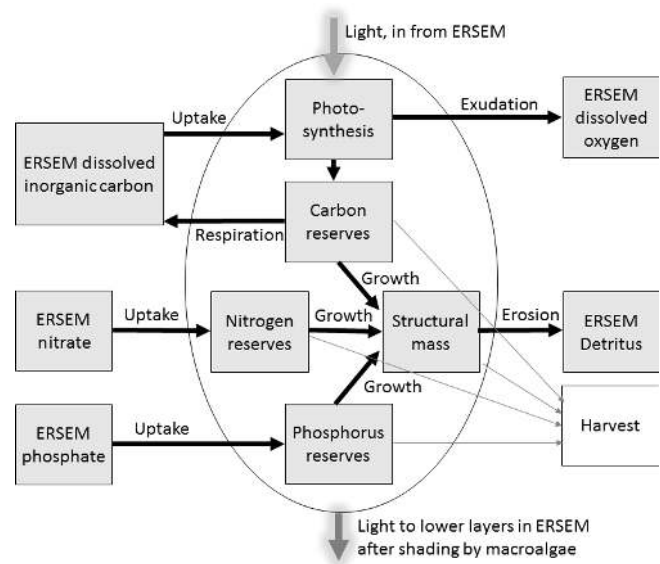 Light, in from ERSEM
Photo-
synthesis
Uptake
Exudation
ERSEM
dissolved
oxygen
ERSEM dissolved
inorganic carbon
Carbon
reserves
Respiration
Growth
ERSEM
nitrate
Uptake
Nitrogen
reserves
Growth
Structural
mass
Erosion
ERSEM
Detritus
Growth
ERSEM
phosphate
Uptake
Phosphorus
reserves
Harvest
Light to lower layers in ERSEM
after shading by macroalgae